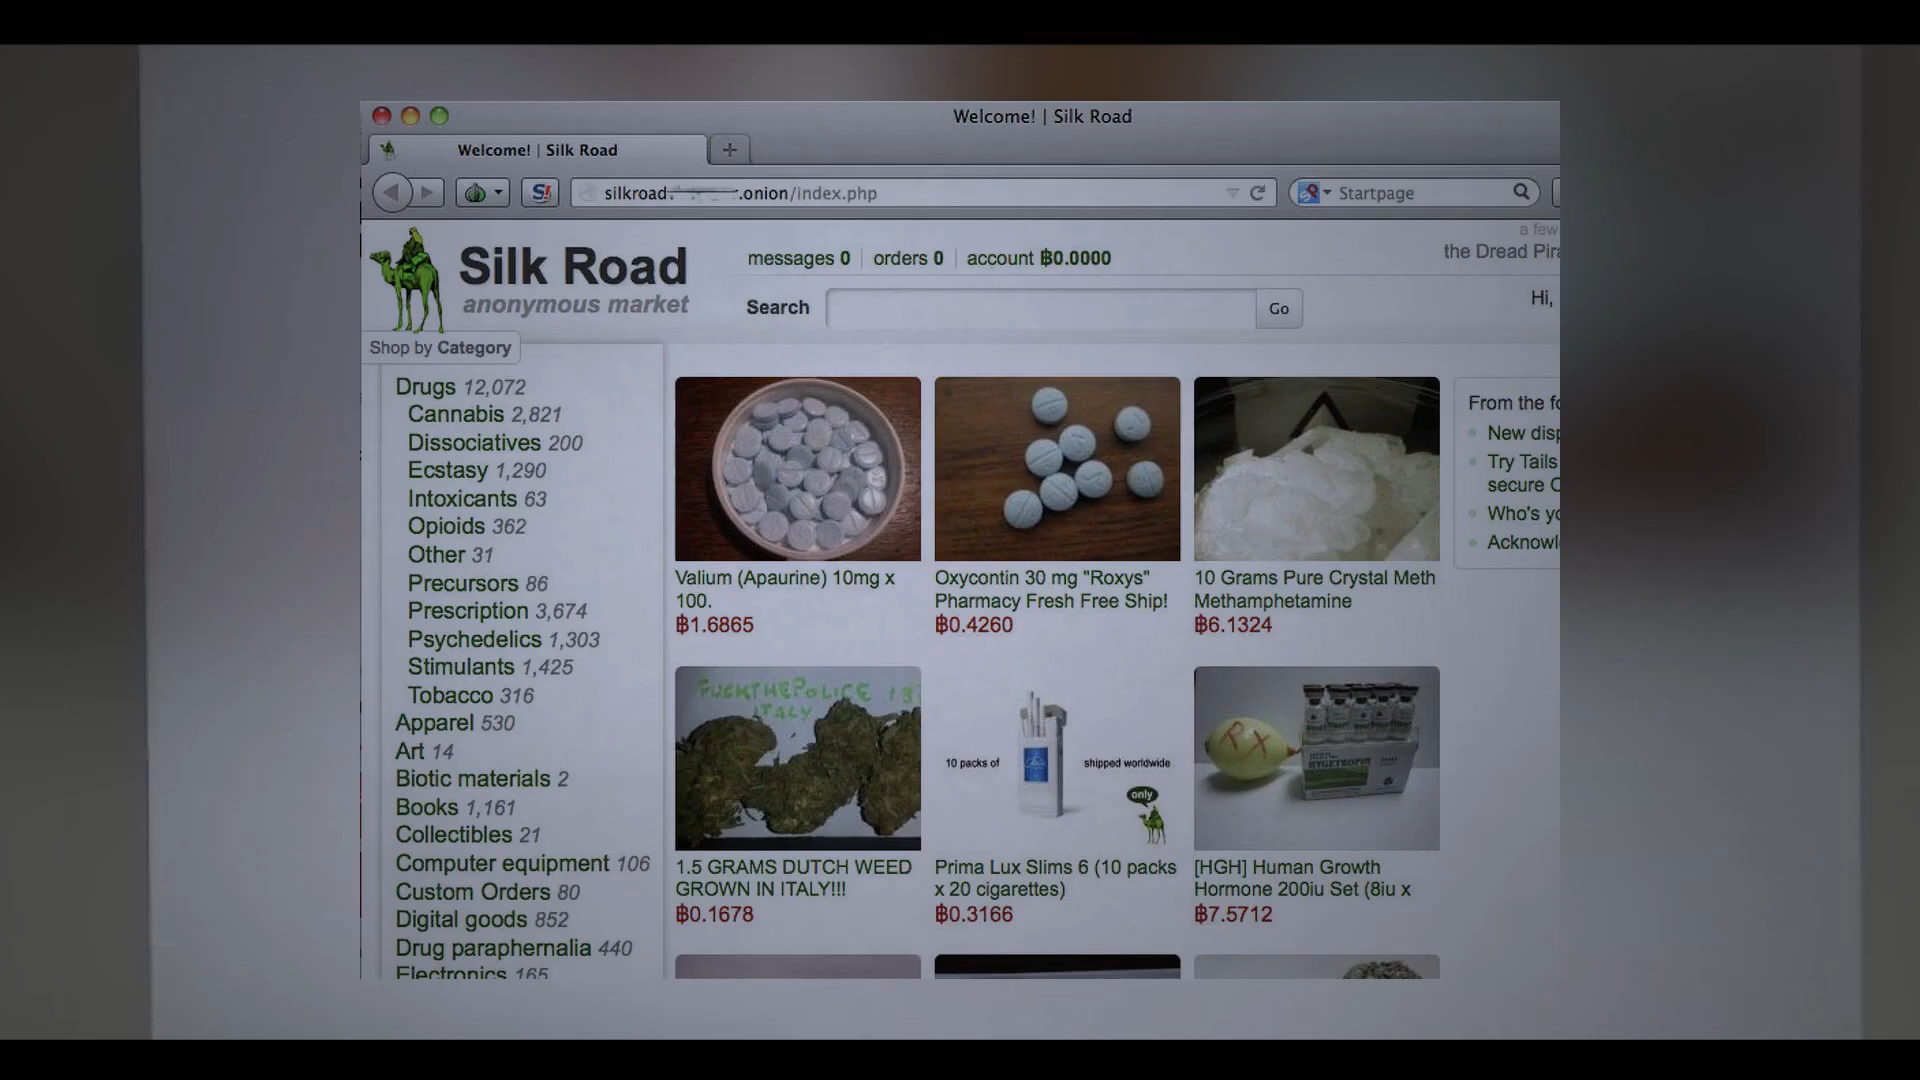 Welcome! | Silk Road
Welcome! | Silk Road
silkroad. .onion/index.php
Startpage
Silk Road
anonymous market
messages 0
orders 0
account ฿0.0000
a few
the Dread Pira
Search
Go
Hi,
Shop by Category
Drugs 12,072
Cannabis 2,821
Dissociatives 200
Ecstasy 1,290
Intoxicants 63
Opioids 362
Other 31
Precursors 86
Prescription 3,674
Psychedelics 1,303
Stimulants 1,425
Tobacco 316
Apparel 530
Art 14
Biotic materials 2
Books 1,161
Collectibles 21
Computer equipment 106
Custom Orders 80
Digital goods 852
Drug paraphernalia 440
Electronics 165
Valium (Apaurine) 10mg x
100.
฿1.6865
Oxycontin 30 mg "Roxys"
Pharmacy Fresh Free Ship!
฿0.4260
10 Grams Pure Crystal Meth
Methamphetamine
฿6.1324
FUCKTHEPOLICE
ITALY
1.5 GRAMS DUTCH WEED
GROWN IN ITALY!!!
฿0.1678
10 packs of
shipped worldwide
only
Prima Lux Slims 6 (10 packs
x 20 cigarettes)
฿0.3166
RX
HYGETROPIN
[HGH] Human Growth
Hormone 200iu Set (8iu x
฿7.5712
From the fo
New disp
Try Tails
secure C
Who's yo
Acknowl